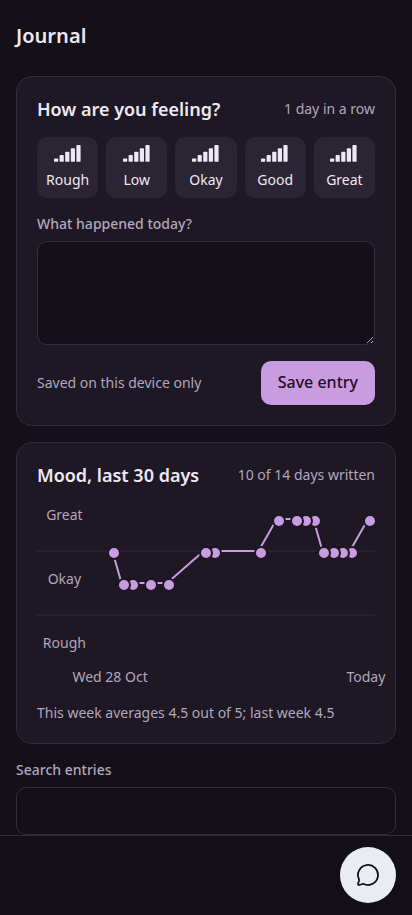 Journal
How are you feeling?
1 day in a row
Rough
Low
Okay
Good
Great
What happened today?
Saved on this device only
Save entry
Mood, last 30 days
10 of 14 days written
Great
Okay
Rough
Wed 28 Oct
Today
This week averages 4.5 out of 5; last week 4.5
Search entries